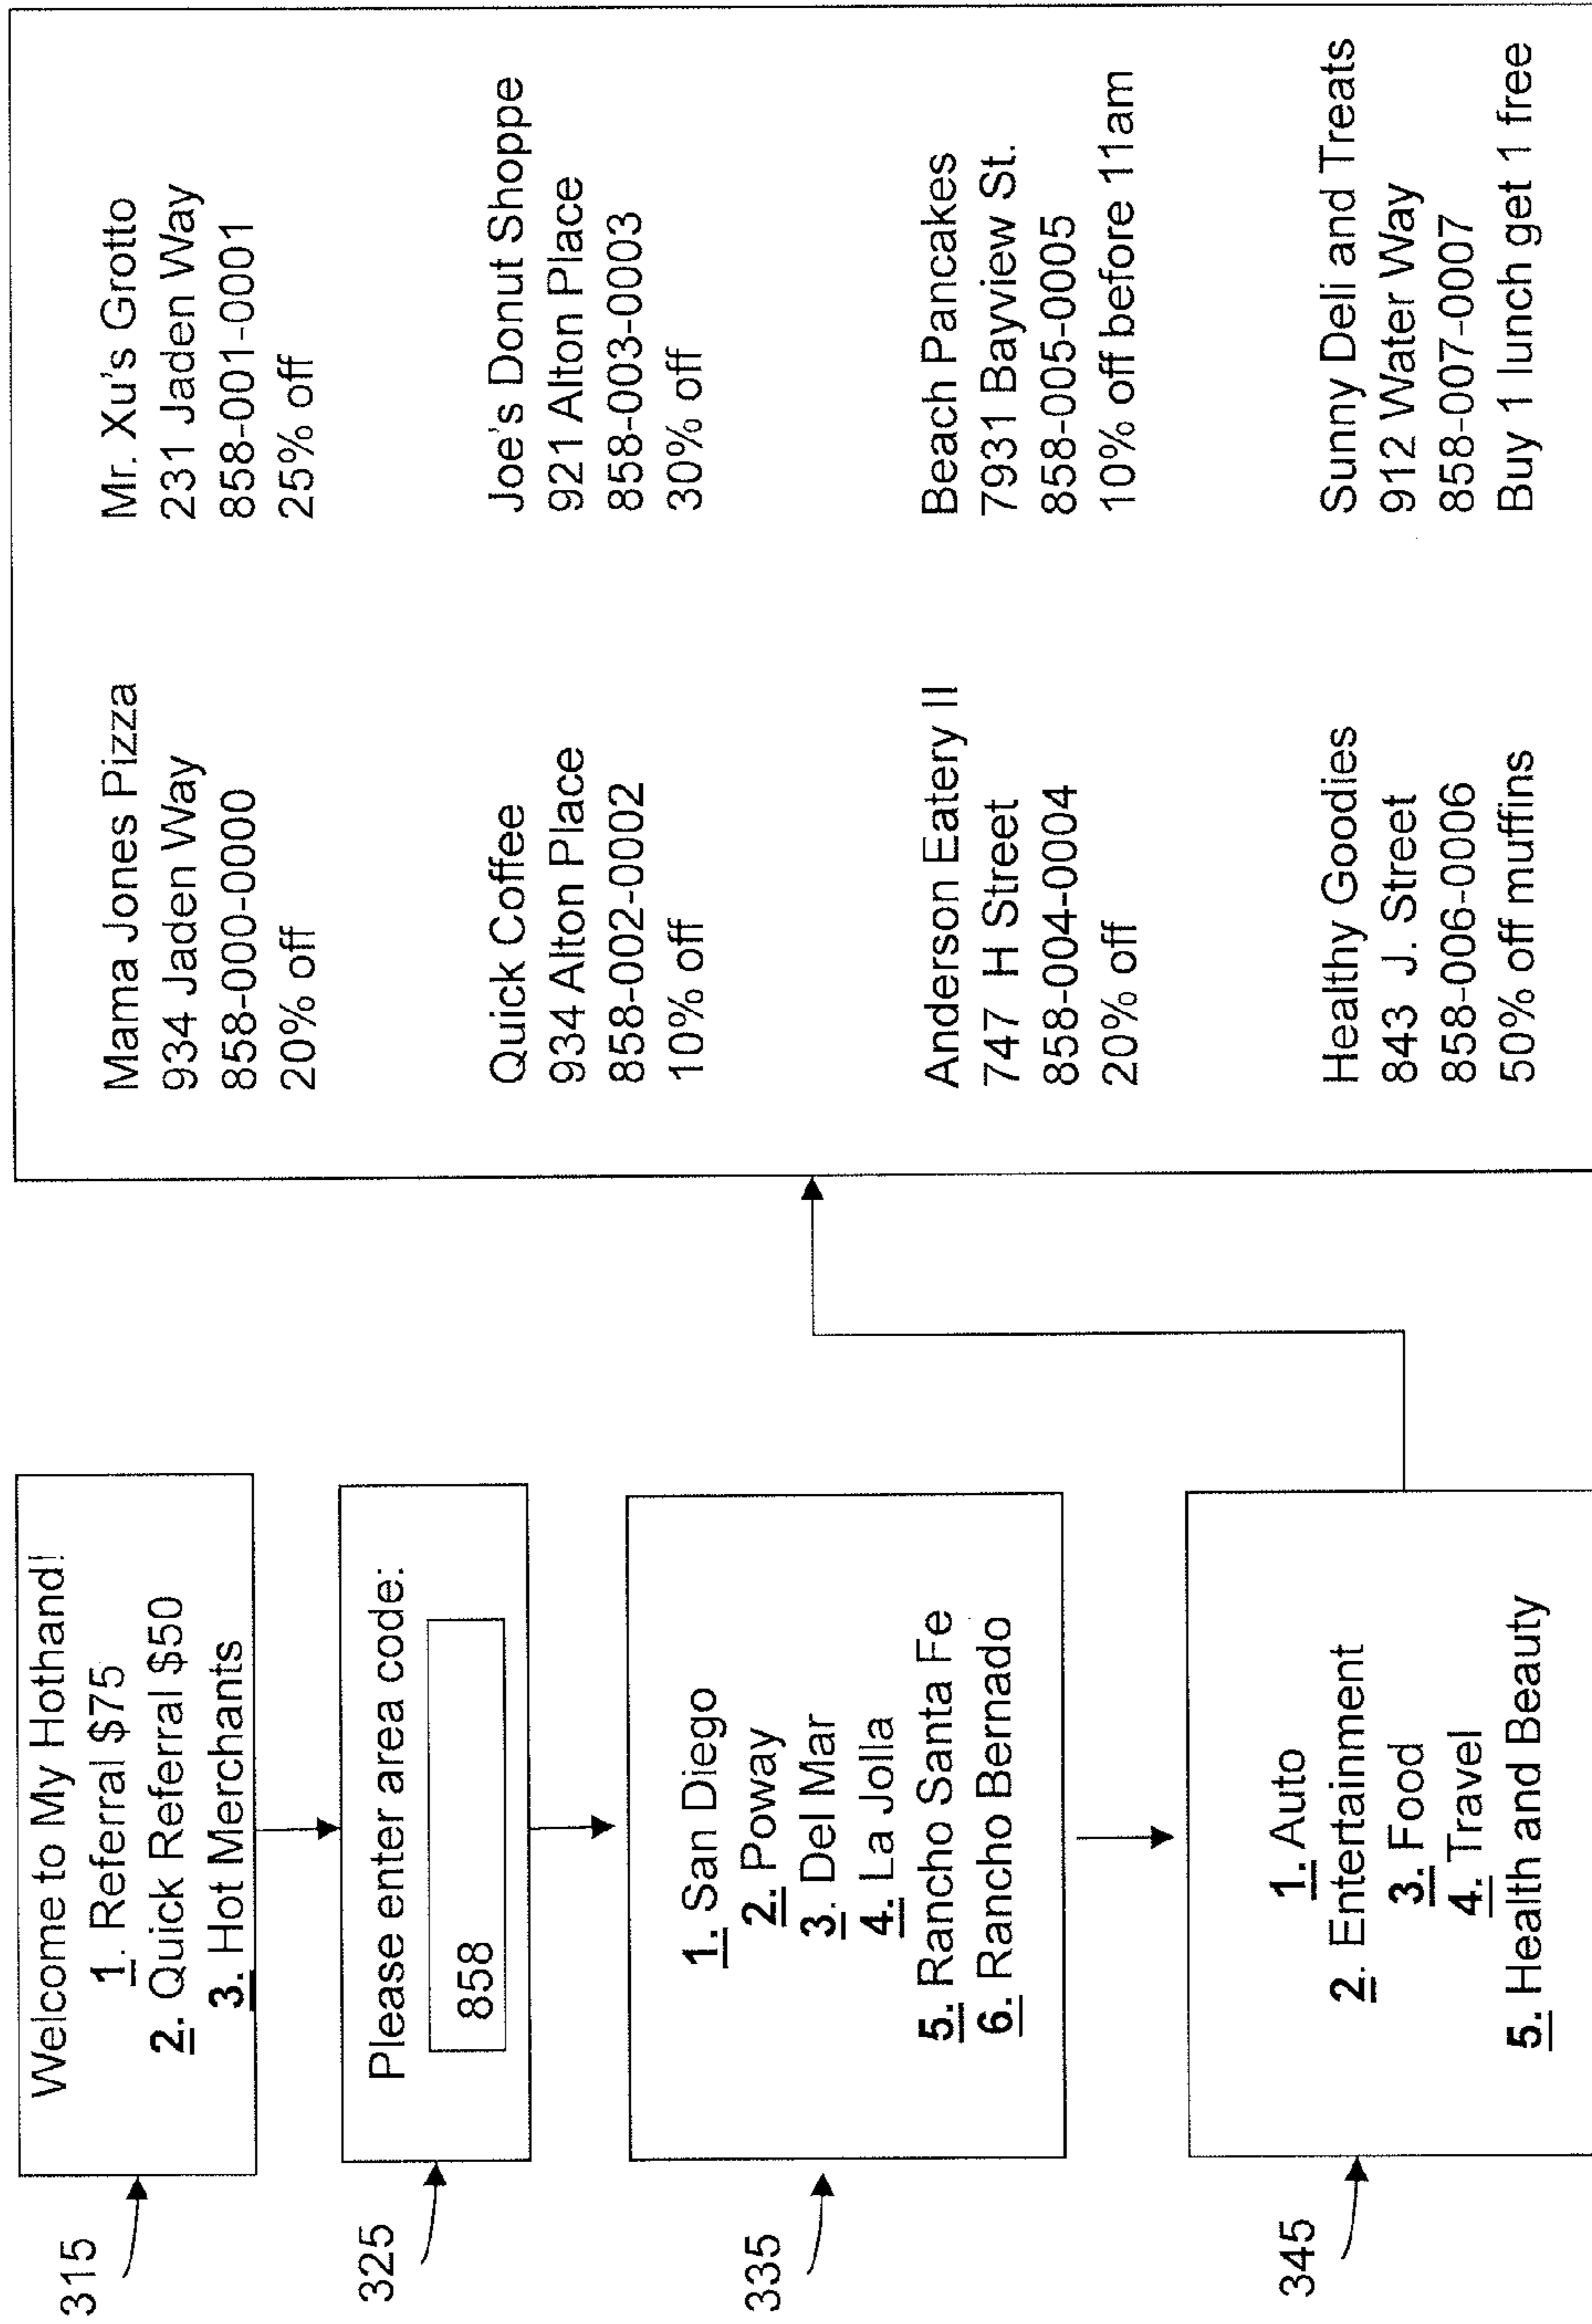 315
Welcome to My Hothand!
1. Referral $75
2. Quick Referral $50
3. Hot Merchants
325
Please enter area code:
858
335
1. San Diego
2. Poway
3. Del Mar
4. La Jolla
5. Rancho Santa Fe
6. Rancho Bernado
345
1. Auto
2. Entertainment
3. Food
4. Travel
5. Health and Beauty
Mama Jones Pizza
934 Jaden Way
858-000-0000
20% off
Mr. Xu's Grotto
231 Jaden Way
858-001-0001
25% off
Quick Coffee
934 Alton Place
858-002-0002
10% off
Joe's Donut Shoppe
921 Alton Place
858-003-0003
30% off
Anderson Eatery II
747 H Street
858-004-0004
20% off
Beach Pancakes
7931 Bayview St.
858-005-0005
10% off before 11am
Healthy Goodies
843 J. Street
858-006-0006
50% off muffins
Sunny Deli and Treats
912 Water Way
858-007-0007
Buy 1 lunch get 1 free